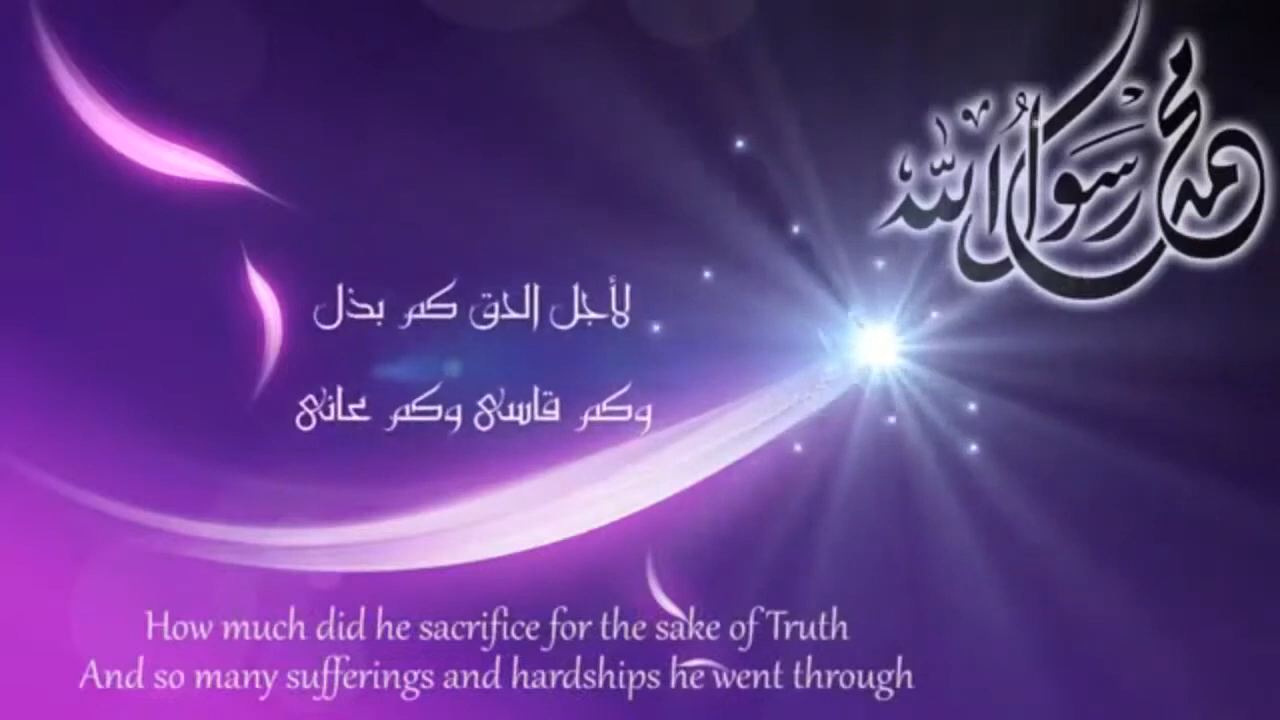 محمد رسول الله
لأجل الحق كم بذل
وكم قاسى وكم عانى
How much did he sacrifice for the sake of Truth
And so many sufferings and hardships he went through